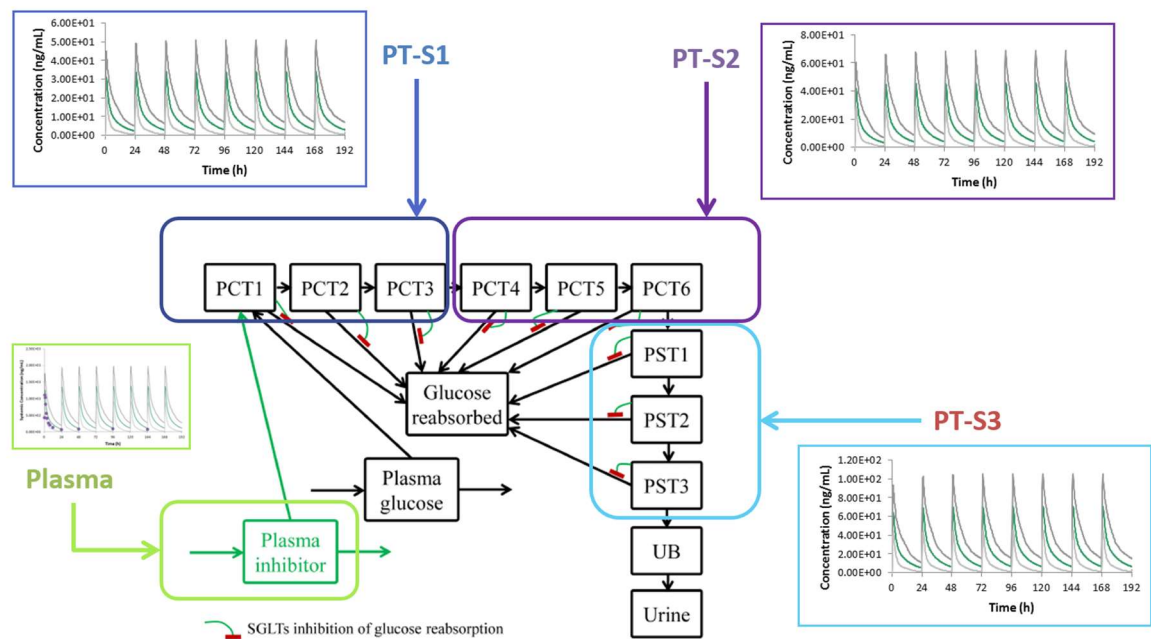 PT-S1
PT-S2
Concentration (ng/mL)
6.00E+01
5.00E+01
4.00E+01
3.00E+01
2.00E+01
1.00E+01
0.00E+00
0 24 48 72 96 120 144 168 192
Time (h)
Concentration (ng/mL)
8.00E+01
6.00E+01
4.00E+01
2.00E+01
0.00E+00
0 24 48 72 96 120 144 168 192
Time (h)
PCT1
PCT2
PCT3
PCT4
PCT5
PCT6
PST1
PST2
PST3
UB
Urine
Glucose
reabsorbed
Plasma
glucose
Plasma
Plasma
inhibitor
PT-S3
Concentration (ng/mL)
1.20E+02
1.00E+02
8.00E+01
6.00E+01
4.00E+01
2.00E+01
0.00E+00
0 24 48 72 96 120 144 168 192
Time (h)
SGLTs inhibition of glucose reabsorption